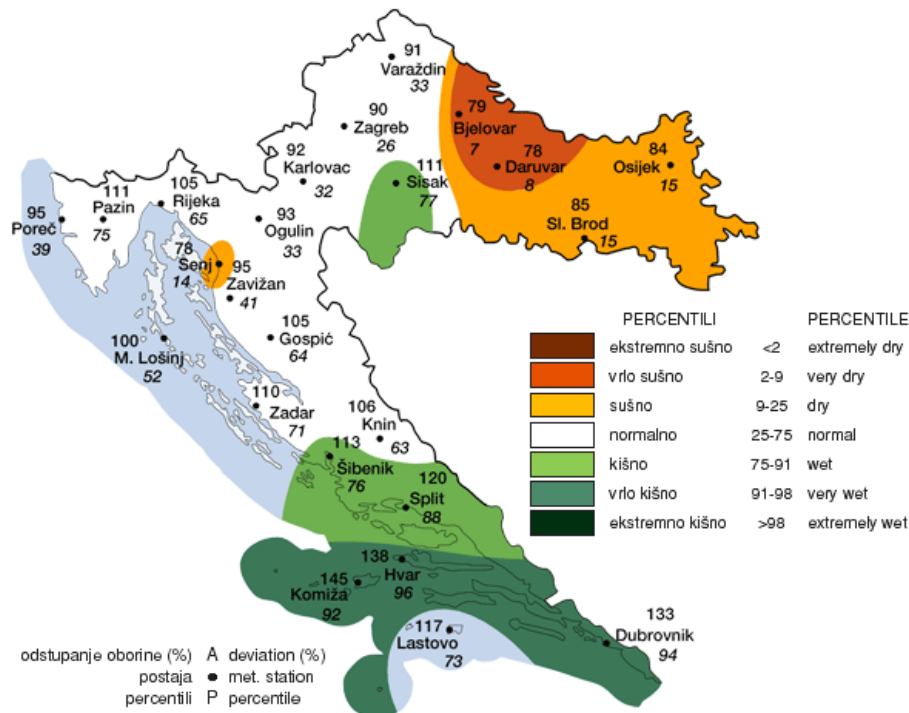 91
Varaždin
33
90
Zagreb
26
79
Bjelovar
7
78
Daruvar
8
84
Osijek
15
92
Karlovac
32
111
Sisak
77
111
Pazin
75
105
Rijeka
65
95
Poreč
39
93
Ogulin
33
85
Sl. Brod
15
78
Senj
14
95
Zavižan
41
100
M. Lošinj
52
105
Gospić
64
110
Zadar
71
106
Knin
63
113
Šibenik
76
120
Split
88
138
Hvar
96
145
Komiža
92
117
Lastovo
73
133
Dubrovnik
94
PERCENTILI PERCENTILE
ekstremno sušno <2 extremely dry
vrlo sušno 2-9 very dry
sušno 9-25 dry
normalno 25-75 normal
kišno 75-91 wet
vrlo kišno 91-98 very wet
ekstremno kišno >98 extremely wet
odstupanje oborine (%) A deviation (%)
postaja met. station
percentili P percentile